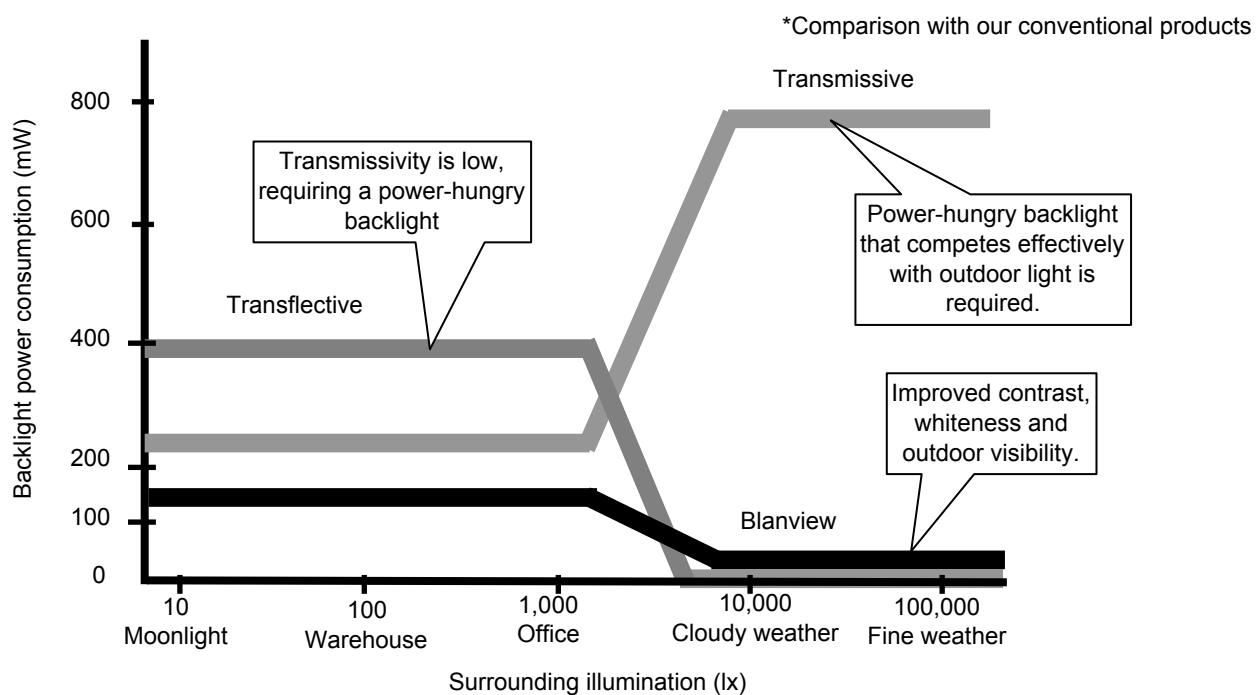 *Comparison with our conventional products
Transmissive
Backlight power consumption (mW)
800
600
400
200
100
0
Transmissivity is low,
requiring a power-hungry
backlight
Power-hungry backlight
that competes effectively
with outdoor light is
required.
Transflective
Improved contrast,
whiteness and
outdoor visibility.
Blanview
10
100
1,000
10,000
100,000
Moonlight
Warehouse
Office
Cloudy weather
Fine weather
Surrounding illumination (lx)